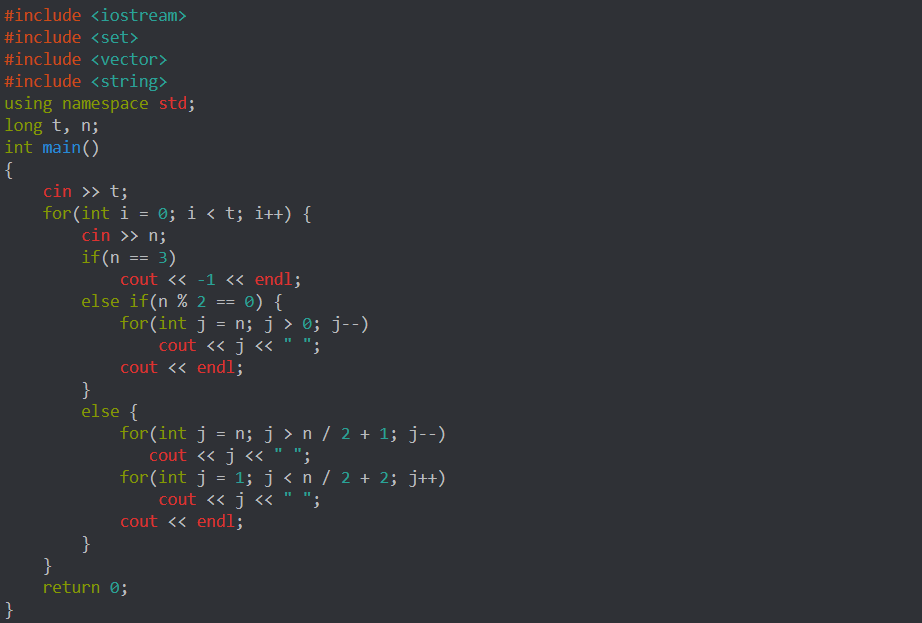 #include <iostream>
#include <set>
#include <vector>
#include <string>
using namespace std;
long t, n;
int main()
{
    cin >> t;
    for(int i = 0; i < t; i++) {
        cin >> n;
        if(n == 3)
            cout << -1 << endl;
        else if(n % 2 == 0) {
            for(int j = n; j > 0; j--)
                cout << j << " ";
            cout << endl;
        }
        else {
            for(int j = n; j > n / 2 + 1; j--)
               cout << j << " ";
            for(int j = 1; j < n / 2 + 2; j++)
                cout << j << " ";
            cout << endl;
        }
    }
    return 0;
}